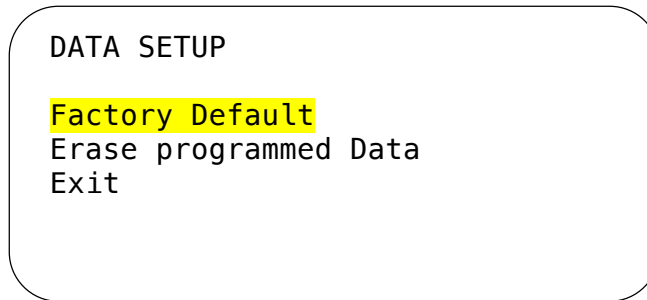 DATA SETUP
Factory Default
Erase programmed Data
Exit